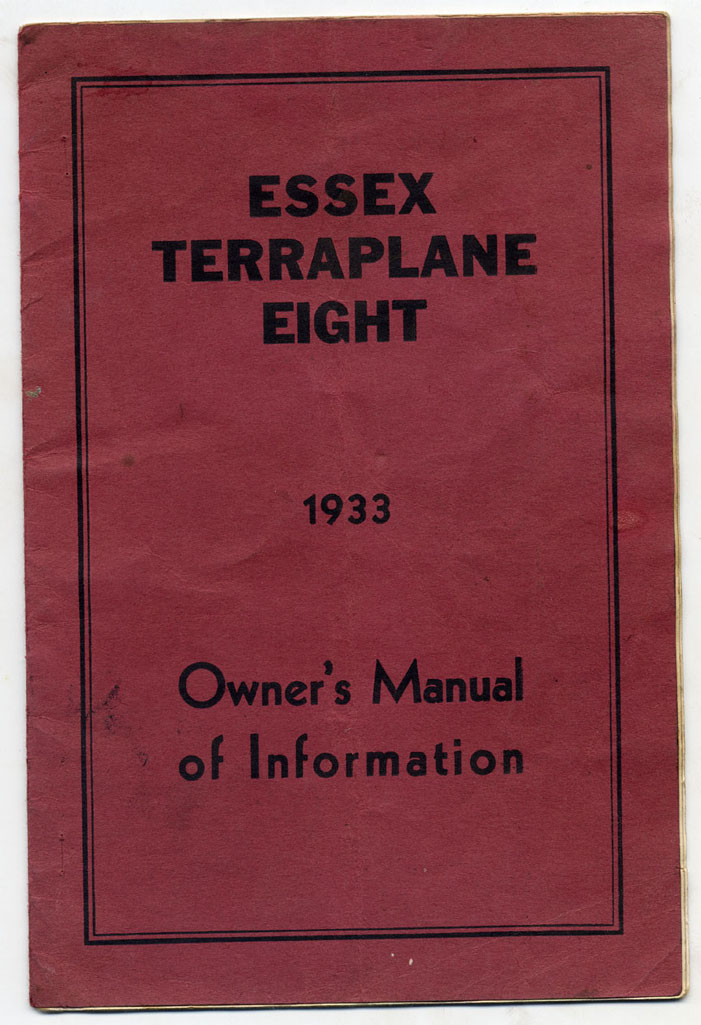 ESSEX
TERRAPLANE
EIGHT
1933
Owner's Manual
of Information